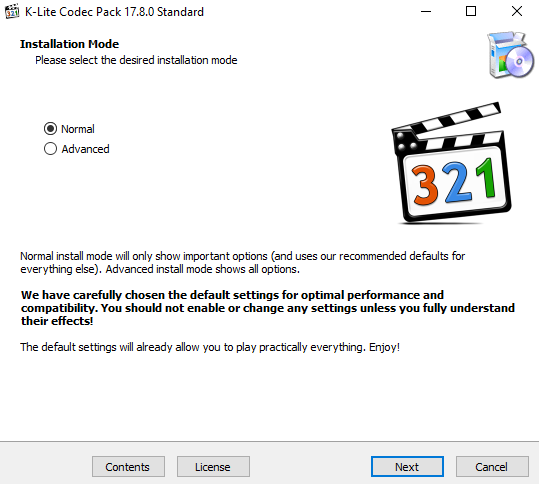 K-Lite Codec Pack 17.8.0 Standard
Installation Mode
Please select the desired installation mode
Normal
Advanced
321
Normal install mode will only show important options (and uses our recommended defaults for
everything else). Advanced install mode shows all options.
We have carefully chosen the default settings for optimal performance and
compatibility. You should not enable or change any settings unless you fully understand
their effects!
The default settings will already allow you to play practically everything. Enjoy!
Contents
License
Next
Cancel